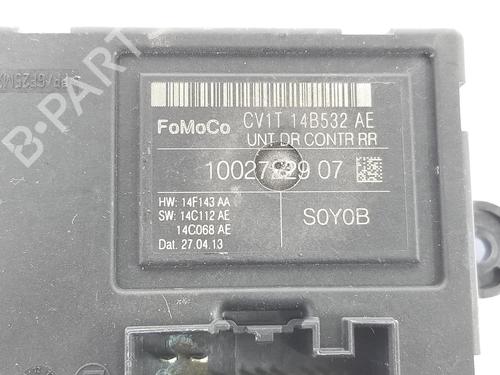 B-PARTS
FoMoCo
CV1T 14B532 AE
UNT DR CONTR RR
HW: 14F143 AA
SW: 14C112 AE
14C068 AE
Dat. 27.04.13
S0Y0B